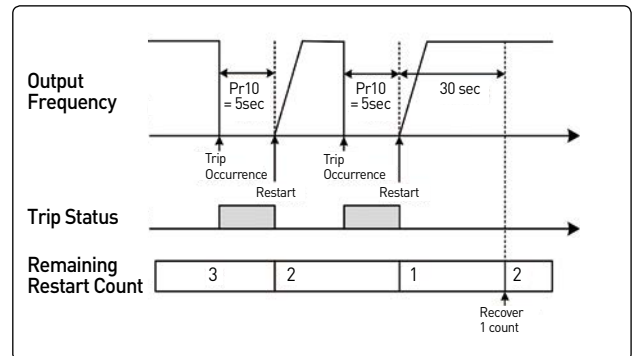 Output
Frequency
Pr10
= 5sec
Pr10
= 5sec
30 sec
Trip
Occurrence
Restart
Trip
Occurrence
Restart
Trip Status
Remaining
Restart Count
3
2
1
2
Recover
1 count